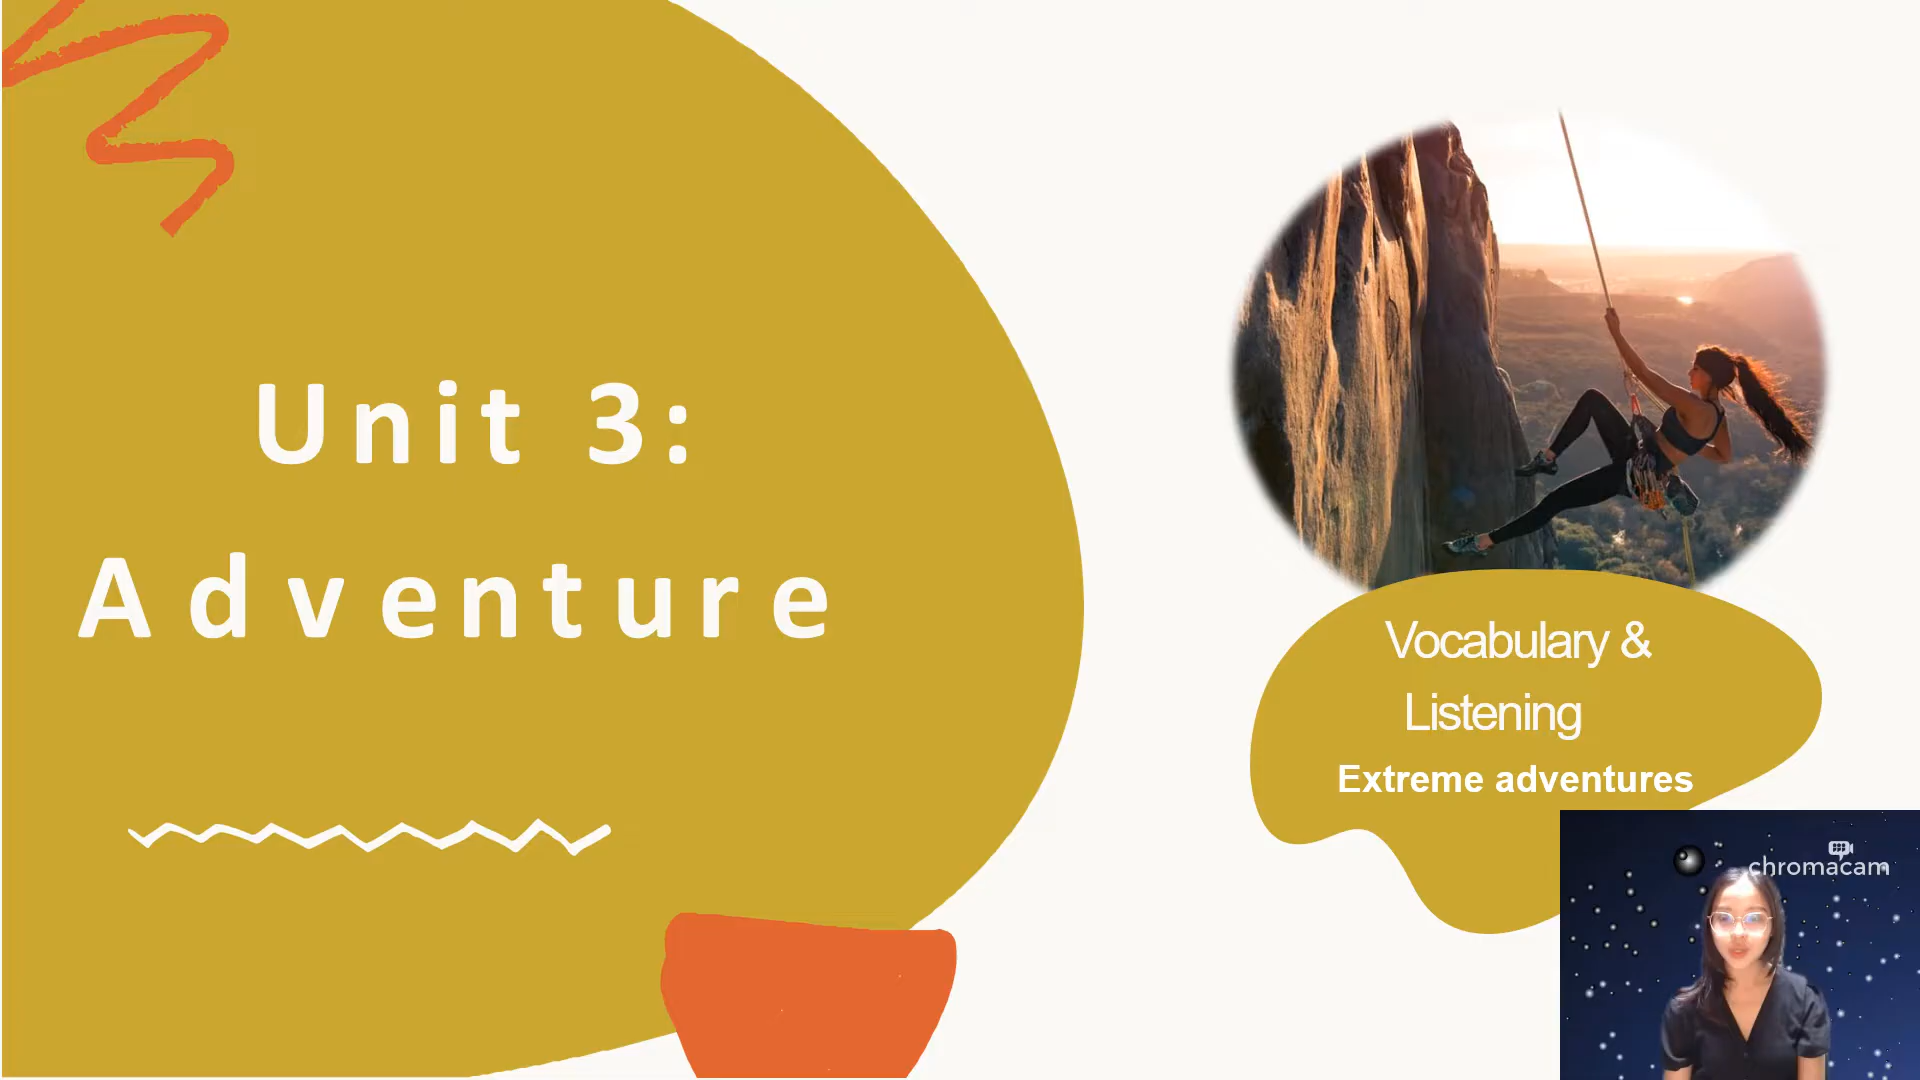 Unit 3:
Adventure
Vocabulary &
Listening
Extreme adventures
chromacam